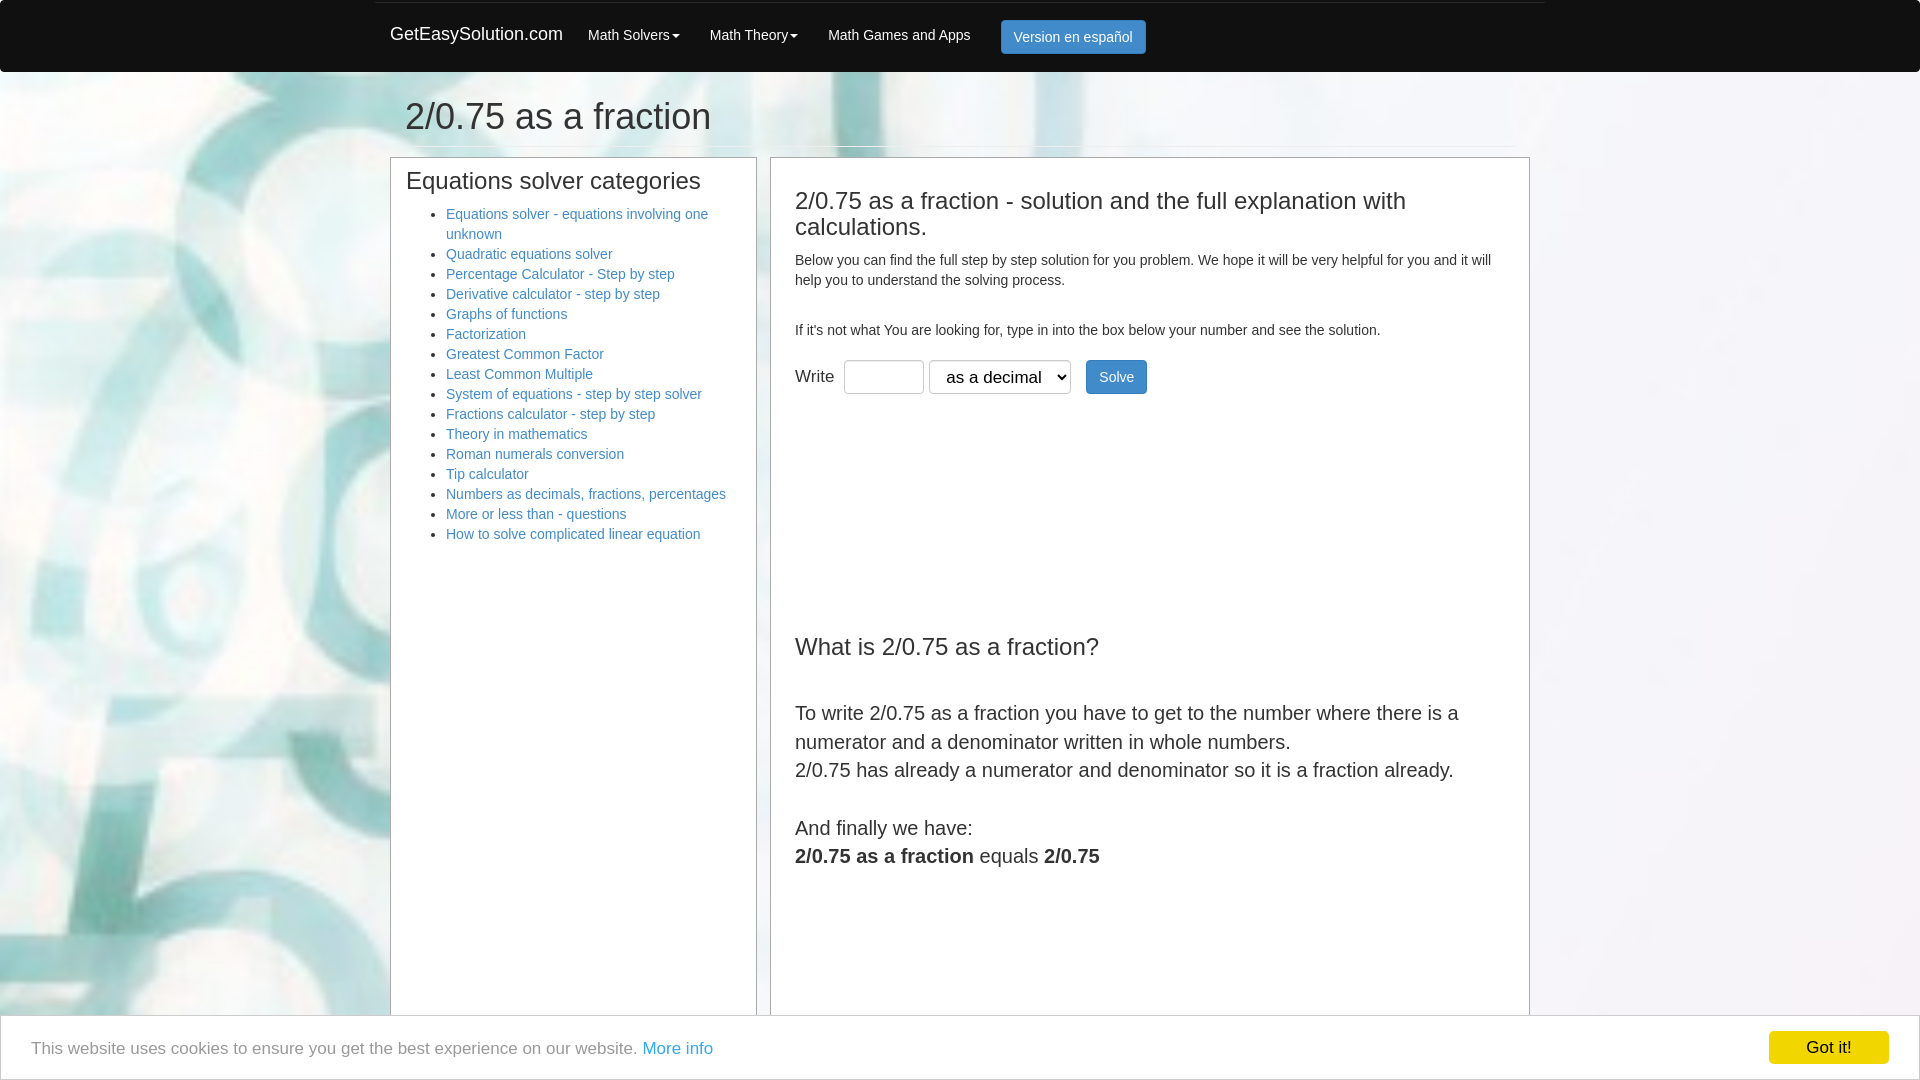 GetEasySolution.com
Math Solvers
Math Theory
Math Games and Apps
Version en español
2/0.75 as a fraction
Equations solver categories
Equations solver - equations involving one
unknown
Quadratic equations solver
Percentage Calculator - Step by step
Derivative calculator - step by step
Graphs of functions
Factorization
Greatest Common Factor
Least Common Multiple
System of equations - step by step solver
Fractions calculator - step by step
Theory in mathematics
Roman numerals conversion
Tip calculator
Numbers as decimals, fractions, percentages
More or less than - questions
How to solve complicated linear equation
2/0.75 as a fraction - solution and the full explanation with
calculations.
Below you can find the full step by step solution for you problem. We hope it will be very helpful for you and it will
help you to understand the solving process.
If it's not what You are looking for, type in into the box below your number and see the solution.
Write as a decimal Solve
What is 2/0.75 as a fraction?
To write 2/0.75 as a fraction you have to get to the number where there is a
numerator and a denominator written in whole numbers.
2/0.75 has already a numerator and denominator so it is a fraction already.
And finally we have:
2/0.75 as a fraction equals 2/0.75
This website uses cookies to ensure you get the best experience on our website. More info
Got it!